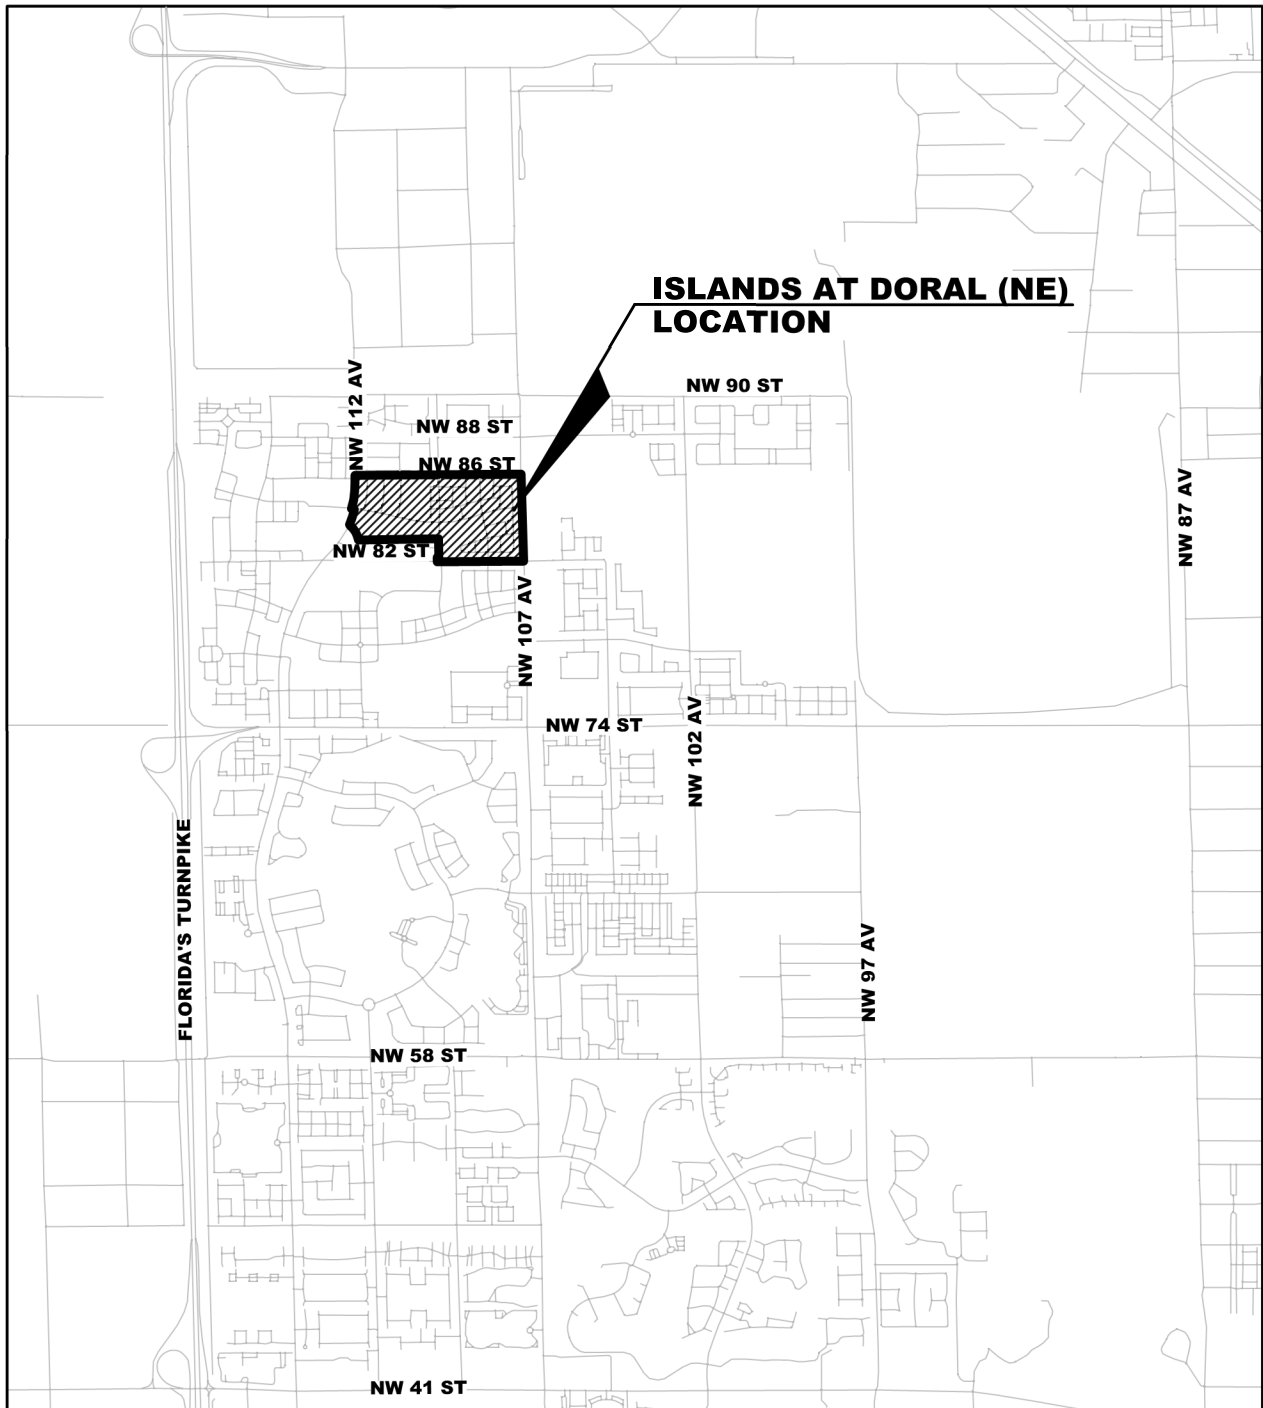 ISLANDS AT DORAL (NE)
LOCATION
NW 112 AV
NW 90 ST
NW 88 ST
NW 86 ST
NW 87 AV
NW 82 ST
NW 107 AV
NW 74 ST
NW 102 AV
FLORIDA'S TURNPIKE
NW 97 AV
NW 58 ST
NW 41 ST